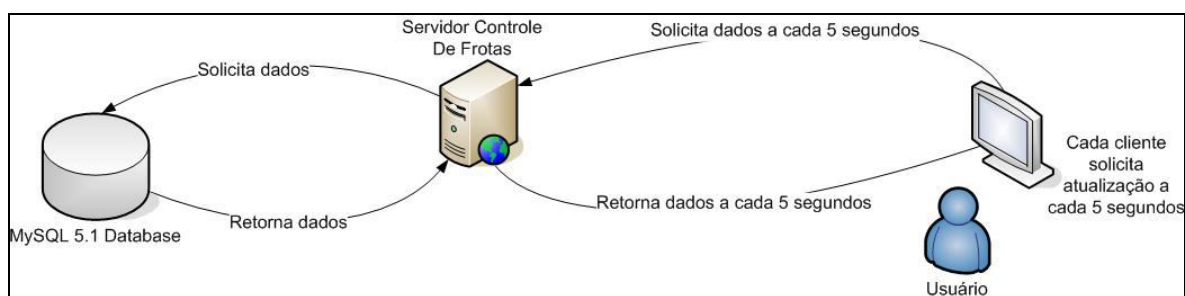 Servidor Controle
De Frotas
Solicita dados a cada 5 segundos
Solicita dados
Cada cliente
solicita
atualização a
cada 5 segundos
Retorna dados a cada 5 segundos
Retorna dados
MySQL 5.1 Database
Usuário